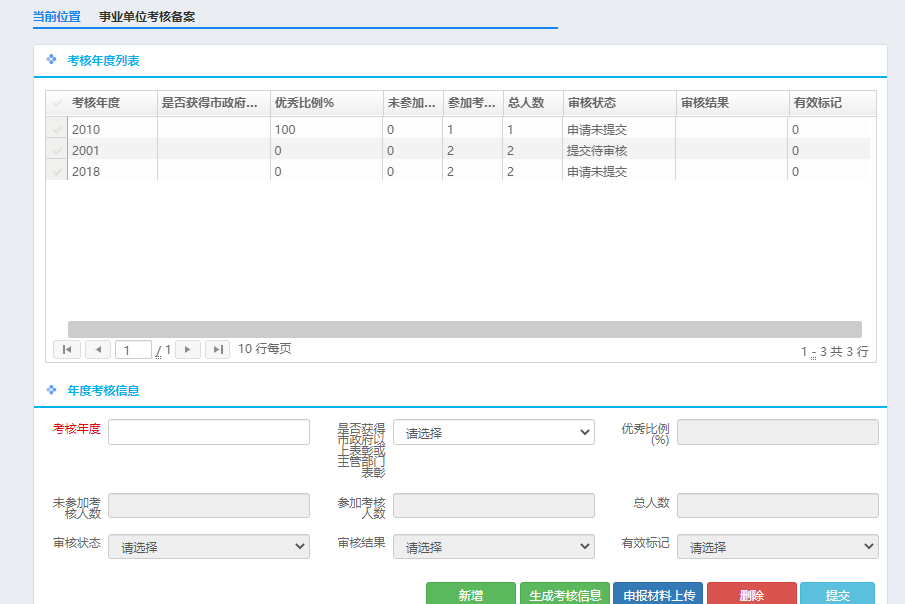 当前位置 事业单位考核备案
考核年度列表
考核年度 是否获得市政府... 优秀比例% 未参加... 参加考... 总人数 审核状态 审核结果 有效标记
2010 100 0 1 1 申请未提交 0
2001 0 0 2 2 提交待审核 0
2018 0 0 2 2 申请未提交 0
1 / 1 10 行每页 1 - 3 共 3 行
年度考核信息
考核年度
是否获得
市政府以
上表彰或
主管部门
表彰
请选择
优秀比例
(%)
未参加考
核人数
参加考核
人数
总人数
审核状态 请选择 审核结果 请选择 有效标记 请选择
新增 生成考核信息 申报材料上传 删除 提交